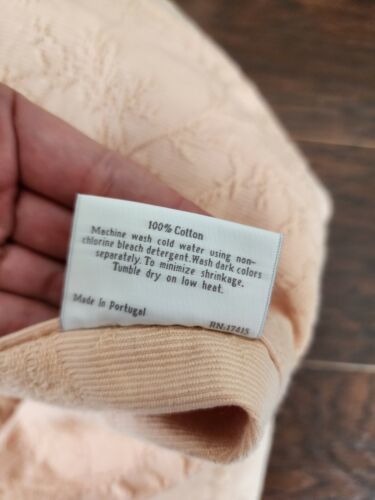 100% Cotton
Machine wash cold water using non-
chlorine bleach detergent.Wash dark colors
separately. To minimize shrinkage,
Tumble dry on low heat.
Made in Portugal
RN-17415